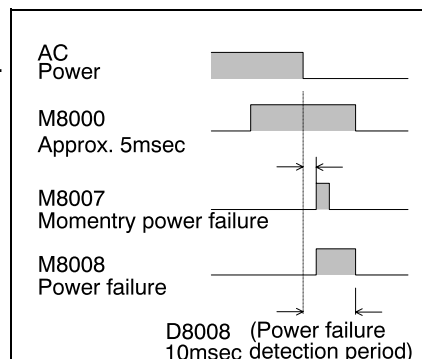 AC
Power
M8000
Approx. 5msec
M8007
Momentry power failure
M8008
Power failure
D8008 (Power failure
10msec detection period)